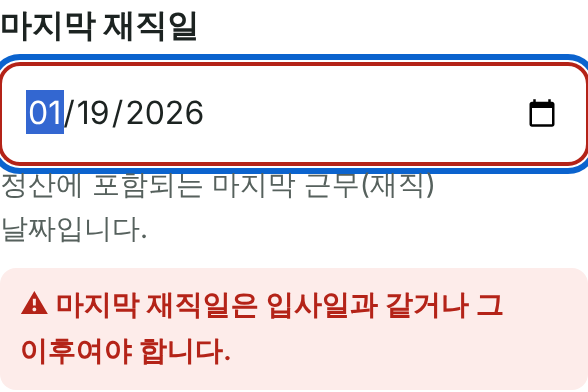 마지막 재직일
01/19/2026
정산에 포함되는 마지막 근무(재직)
날짜입니다.
⚠ 마지막 재직일은 입사일과 같거나 그
이후여야 합니다.